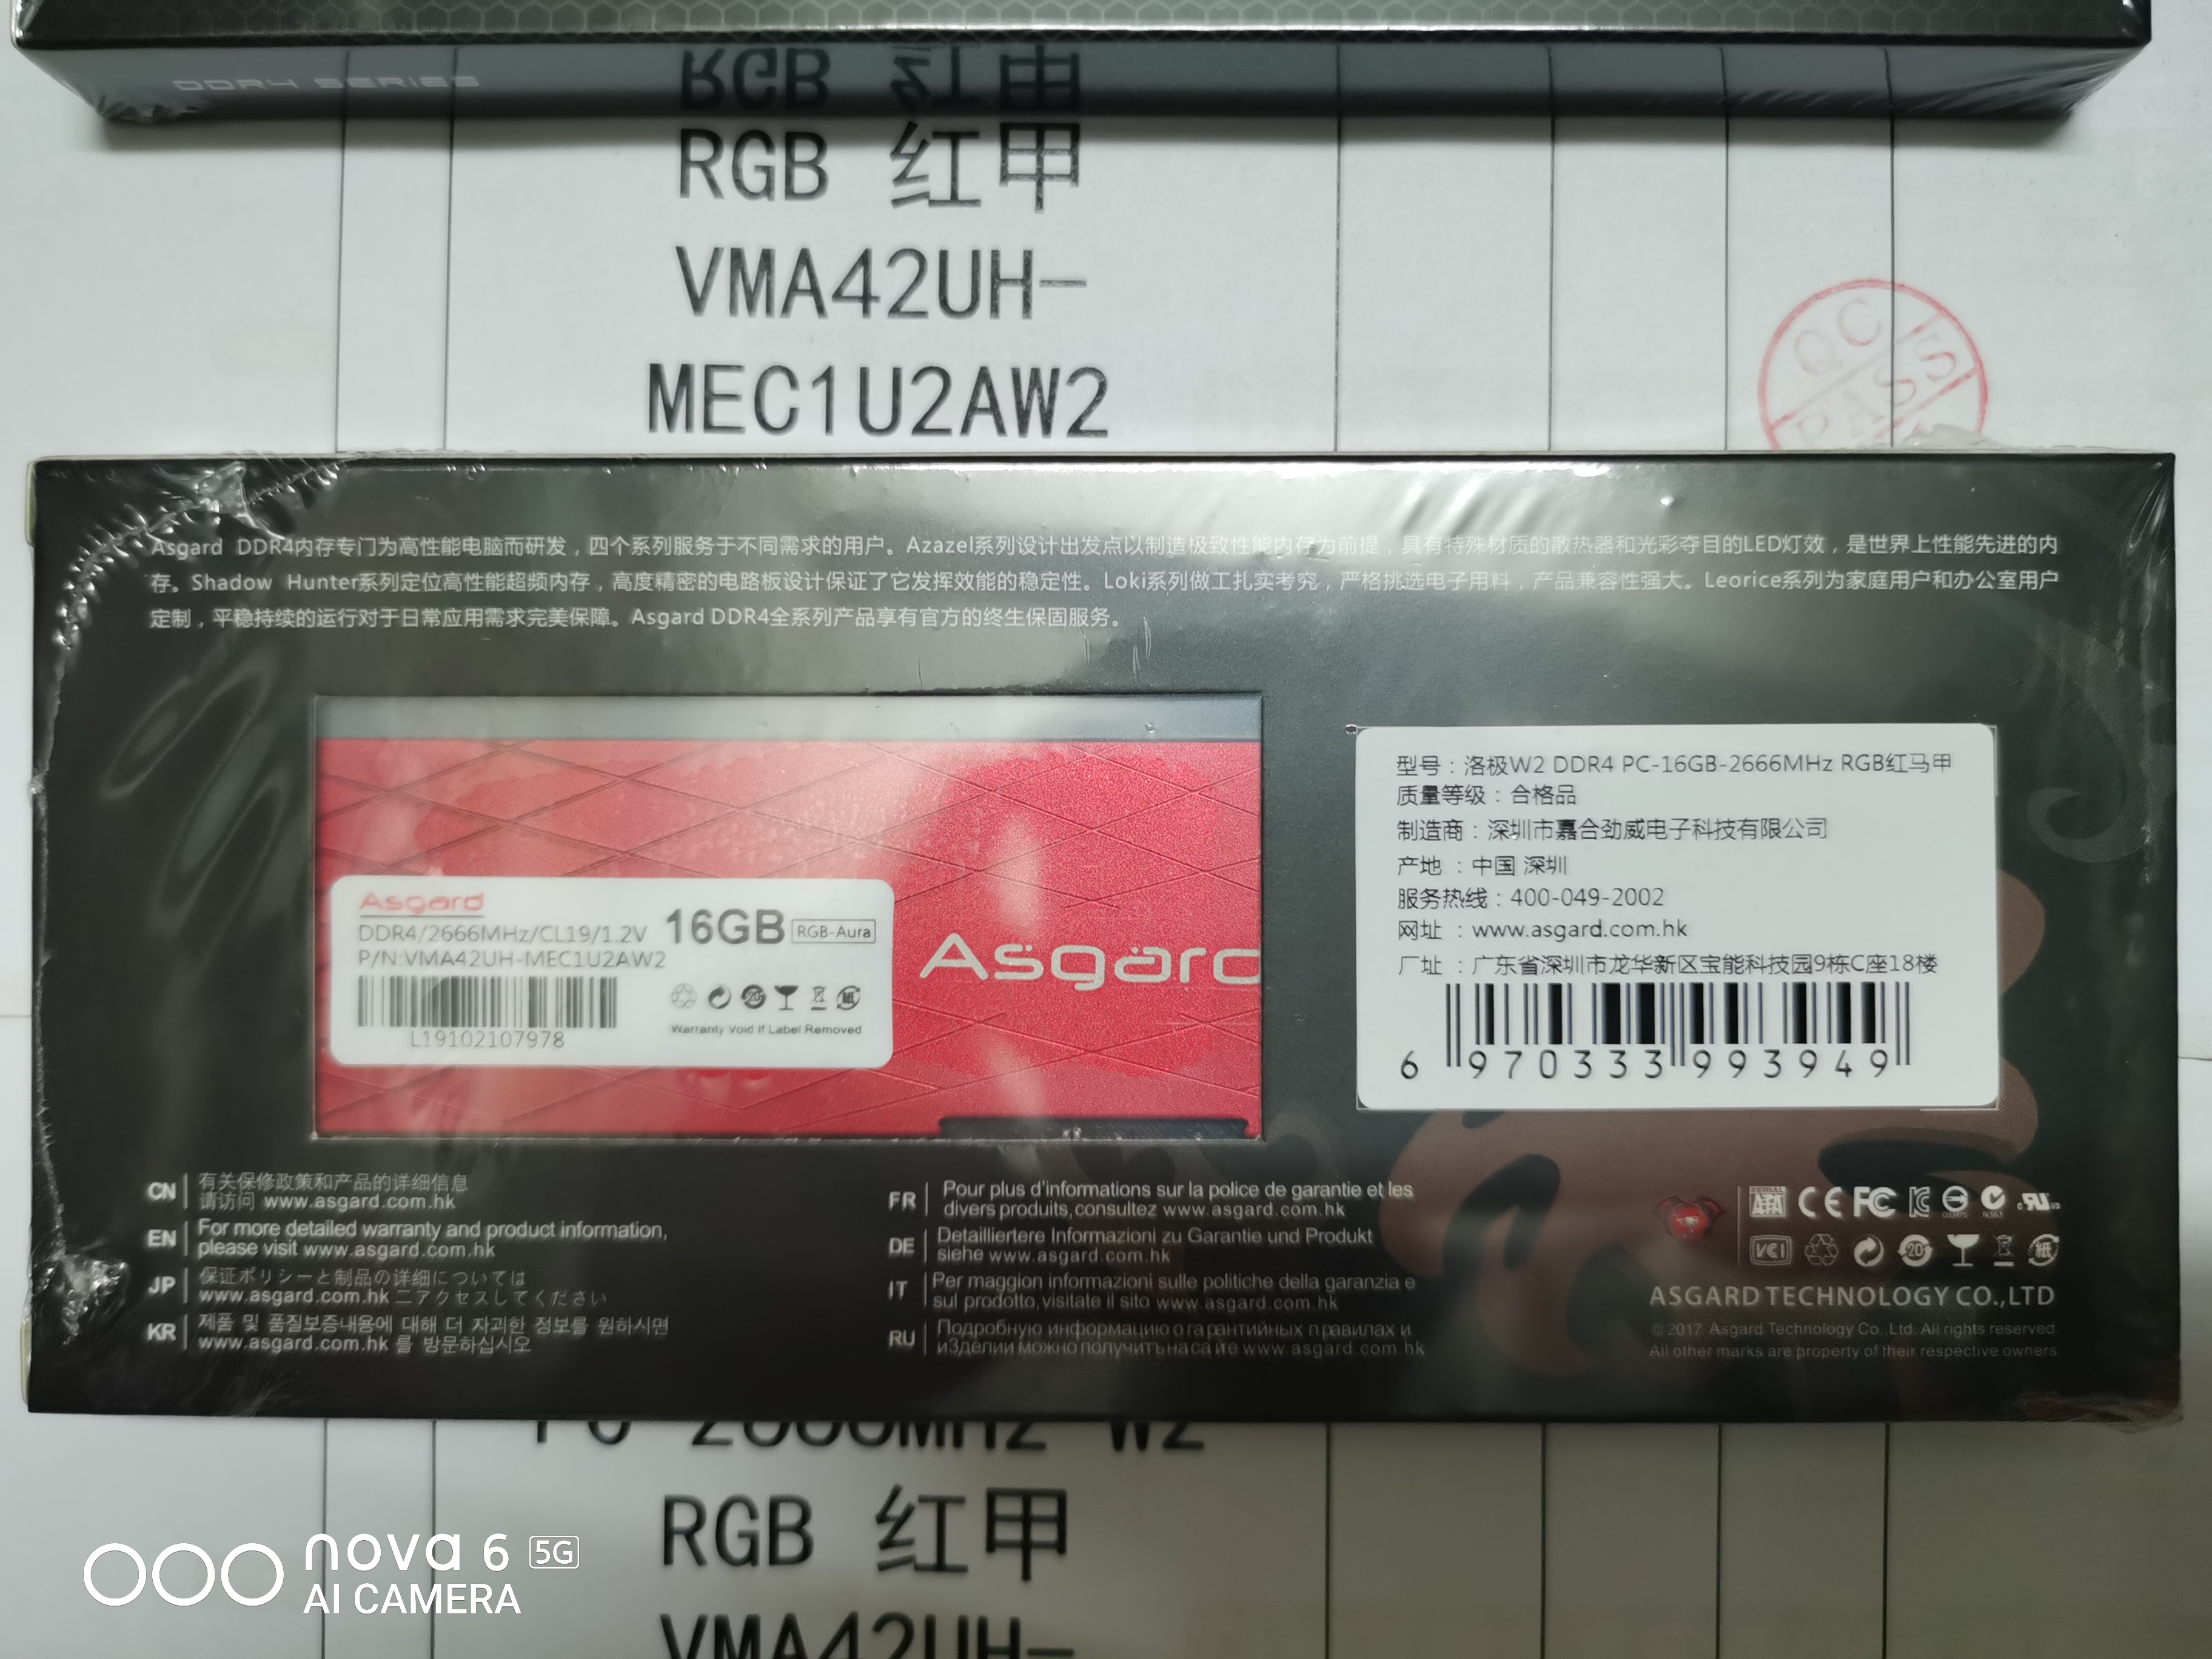 DDR4 SERIES
RGB 红甲
RGB 红甲
VMA42UH-
MEC1U2AW2
QC
PASS
Asgard DDR4内存专门为高性能电脑而研发，四个系列服务于不同需求的用户。Azazel系列设计出发点以制造极致性能内存为前提，具有特殊材质的散热器和光彩夺目的LED灯效，是世界上性能先进的内
存。Shadow Hunter系列定位高性能超频内存，高度精密的电路板设计保证了它发挥效能的稳定性。Loki系列做工扎实考究，严格挑选电子用料，产品兼容性强大。Leorice系列为家庭用户和办公室用户
定制，平稳持续的运行对于日常应用需求完美保障。Asgard DDR4全系列产品享有官方的终生保固服务。
Asgard
DDR4/2666MHz/CL19/1.2V 16GB RGB-Aura
P/N:VMA42UH-MEC1U2AW2
L19102107978
Warranty Void If Label Removed
Asgard
型号：洛极W2 DDR4 PC-16GB-2666MHz RGB红马甲
质量等级：合格品
制造商：深圳市嘉合劲威电子科技有限公司
产地 ：中国 深圳
服务热线：400-049-2002
网址 ：www.asgard.com.hk
厂址 ：广东省深圳市龙华新区宝能科技园9栋C座18楼
6 970333 993949
CN 有关保修政策和产品的详细信息
请访问 www.asgard.com.hk
EN For more detailed warranty and product information,
please visit www.asgard.com.hk
JP 保证ポリシーと制品の详细については
www.asgard.com.hk 二アクセスしてください
KR 제품 및 품질보증내용에 대해 더 자괴한 정보를 원하시면
www.asgard.com.hk 를 방문하십시오
FR Pour plus d'informations sur la police de garantie et les
divers produits,consultez www.asgard.com.hk
DE Detailliertere Informazioni zu Garantie und Produkt
siehe www.asgard.com.hk
IT Per maggion informazioni sulle politiche della garanzia e
sul prodotto,visitate il sito www.asgard.com.hk
RU Подробную информацию о гарантийных правилах и
иЗделии можно получить на сайте www.asgard.com.hk
CE FC
VCI 20 紙
ASGARD TECHNOLOGY CO.,LTD
© 2017 Asgard Technology Co.,Ltd. All rights reserved
All other marks are property of their respective owners.
PC 2666MHz W2
RGB 红甲
VMA42UH-
nova 6 5G
AI CAMERA